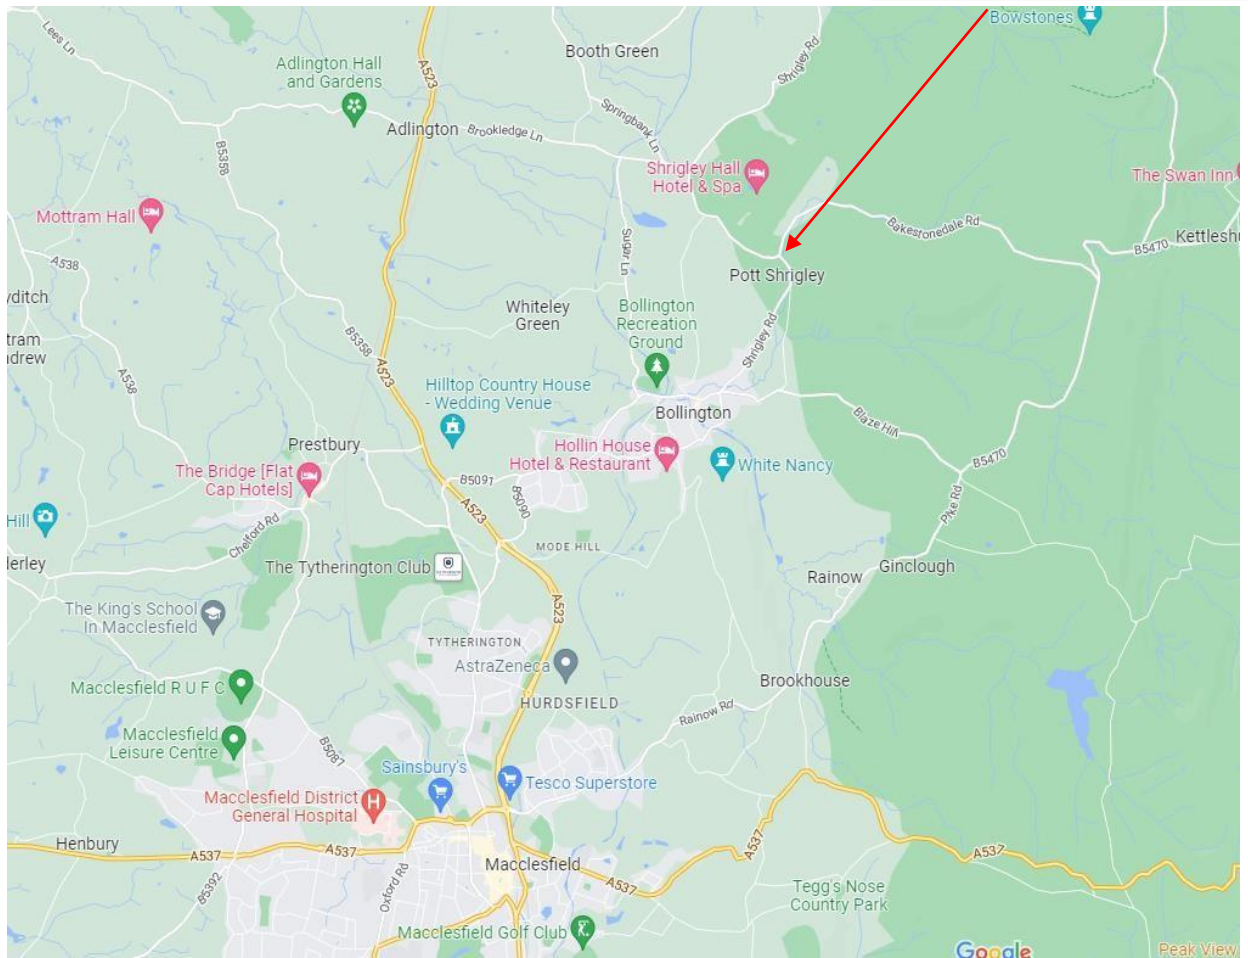 Lees Ln
Booth Green
Bowstones
Shrigley Rd
Adlington Hall
and Gardens
A523
Springbank Ln
Adlington
Brookledge Ln
B5358
Shrigley Hall
Hotel & Spa
The Swan Inn
Mottram Hall
Bakestonedale Rd
Sugar Ln
B5470
Kettleshu
A538
Pott Shrigley
yditch
Whiteley
Green
Bollington
Recreation
Ground
tram
ndrew
B5358
Shrigley Rd
A523
A538
Hilltop Country House
- Wedding Venue
Bollington
Blaze Hill
Prestbury
Hollin House
Hotel & Restaurant
White Nancy
B5470
The Bridge [Flat
Cap Hotels]
B5091
B5090
A523
Pike Rd
Hill
Chelford Rd
MODE HILL
erley
The Tytherington Club
Rainow
Ginclough
A523
The King's School
In Macclesfield
TYTHERINGTON
AstraZeneca
Brookhouse
Macclesfield R U F C
HURDSFIELD
Rainow Rd
Macclesfield
Leisure Centre
B5087
Sainsbury's
Tesco Superstore
Macclesfield District
General Hospital
H
Henbury
A537
A537
A537
A537
Macclesfield
B5392
Oxford Rd
A537
Tegg's Nose
Country Park
Macclesfield Golf Club
Google
Peak View